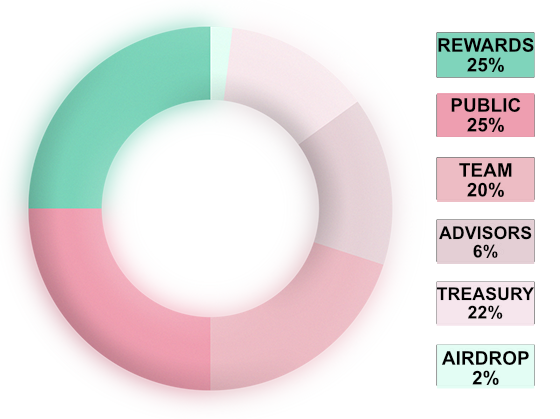 REWARDS
25%
PUBLIC
25%
TEAM
20%
ADVISORS
6%
TREASURY
22%
AIRDROP
2%